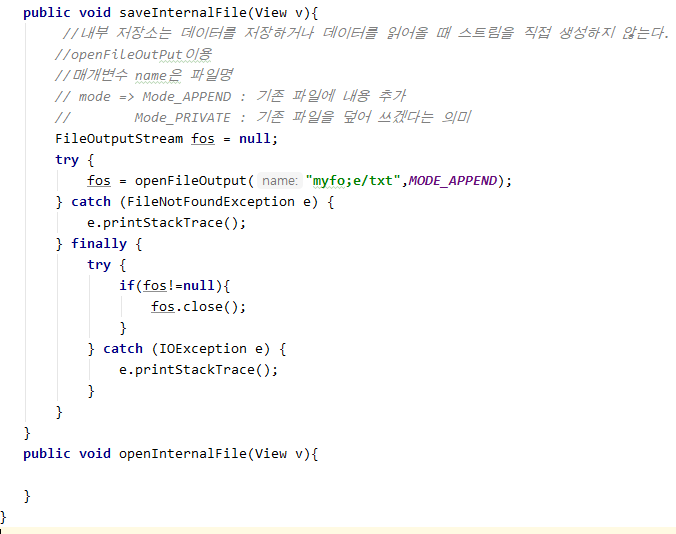 public void saveInternalFile(View v){
//내부 저장소는 데이터를 저장하거나 데이터를 읽어올 때 스트림을 직접 생성하지 않는다.
//openFileOutPut이용
//매개변수 name은 파일명
// mode => Mode_APPEND : 기존 파일에 내용 추가
// Mode_PRIVATE : 기존 파일을 덮어 쓰겠다는 의미
FileOutputStream fos = null;
try {
fos = openFileOutput( name: "myfo;e/txt",MODE_APPEND);
} catch (FileNotFoundException e) {
e.printStackTrace();
} finally {
try {
if(fos!=null){
fos.close();
}
} catch (IOException e) {
e.printStackTrace();
}
}
}
public void openInternalFile(View v){
}
}